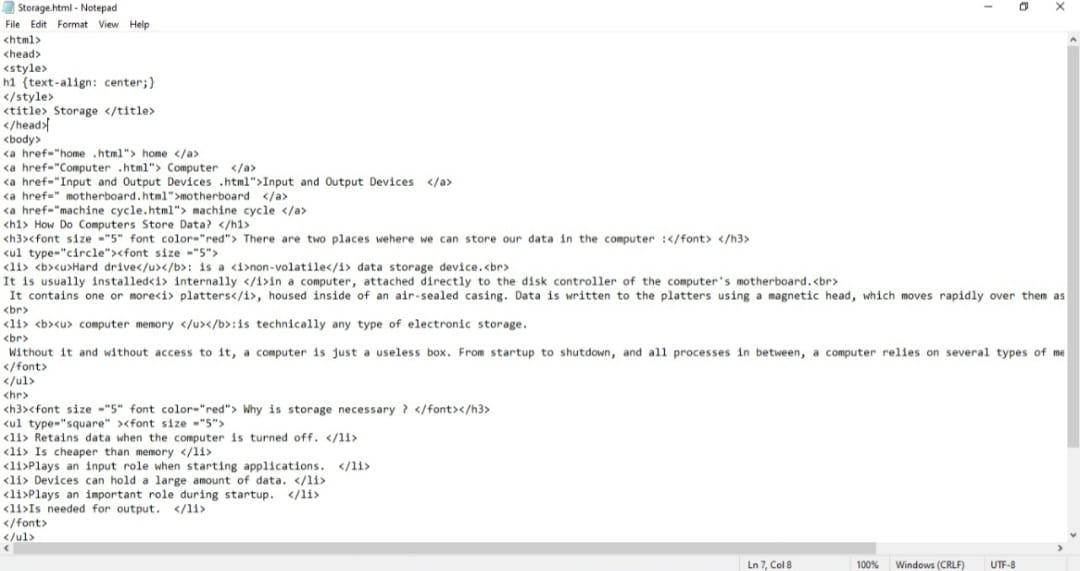 Storage.html - Notepad
File Edit Format View Help
<html>
<head>
<style>
h1 {text-align: center;}
</style>
<title> Storage </title>
</head>
<body>
<a href="home .html"> home </a>
<a href="Computer .html"> Computer  </a>
<a href="Input and Output Devices .html">Input and Output Devices  </a>
<a href=" motherboard.html">motherboard  </a>
<a href="machine cycle.html"> machine cycle </a>
<h1> How Do Computers Store Data? </h1>
<h3><font size ="5" font color="red"> There are two places wehere we can store our data in the computer :</font> </h3>
<ul type="circle"><font size ="5">
<li> <b><u>Hard drive</u></b>: is a <i>non-volatile</i> data storage device.<br>
It is usually installed<i> internally </i>in a computer, attached directly to the disk controller of the computer's motherboard.<br>
 It contains one or more<i> platters</i>, housed inside of an air-sealed casing. Data is written to the platters using a magnetic head, which moves rapidly over them as
<br>
<li> <b><u> computer memory </u></b>:is technically any type of electronic storage.
<br>
 Without it and without access to it, a computer is just a useless box. From startup to shutdown, and all processes in between, a computer relies on several types of me
</font>
</ul>
<hr>
<h3><font size ="5" font color="red"> Why is storage necessary ? </font></h3>
<ul type="square" ><font size ="5">
<li> Retains data when the computer is turned off. </li>
<li> Is cheaper than memory </li>
<li>Plays an input role when starting applications.  </li>
<li> Devices can hold a large amount of data. </li>
<li>Plays an important role during startup.  </li>
<li>Is needed for output.  </li>
</font>
</ul>
Ln 7, Col 8 100% Windows (CRLF) UTF-8